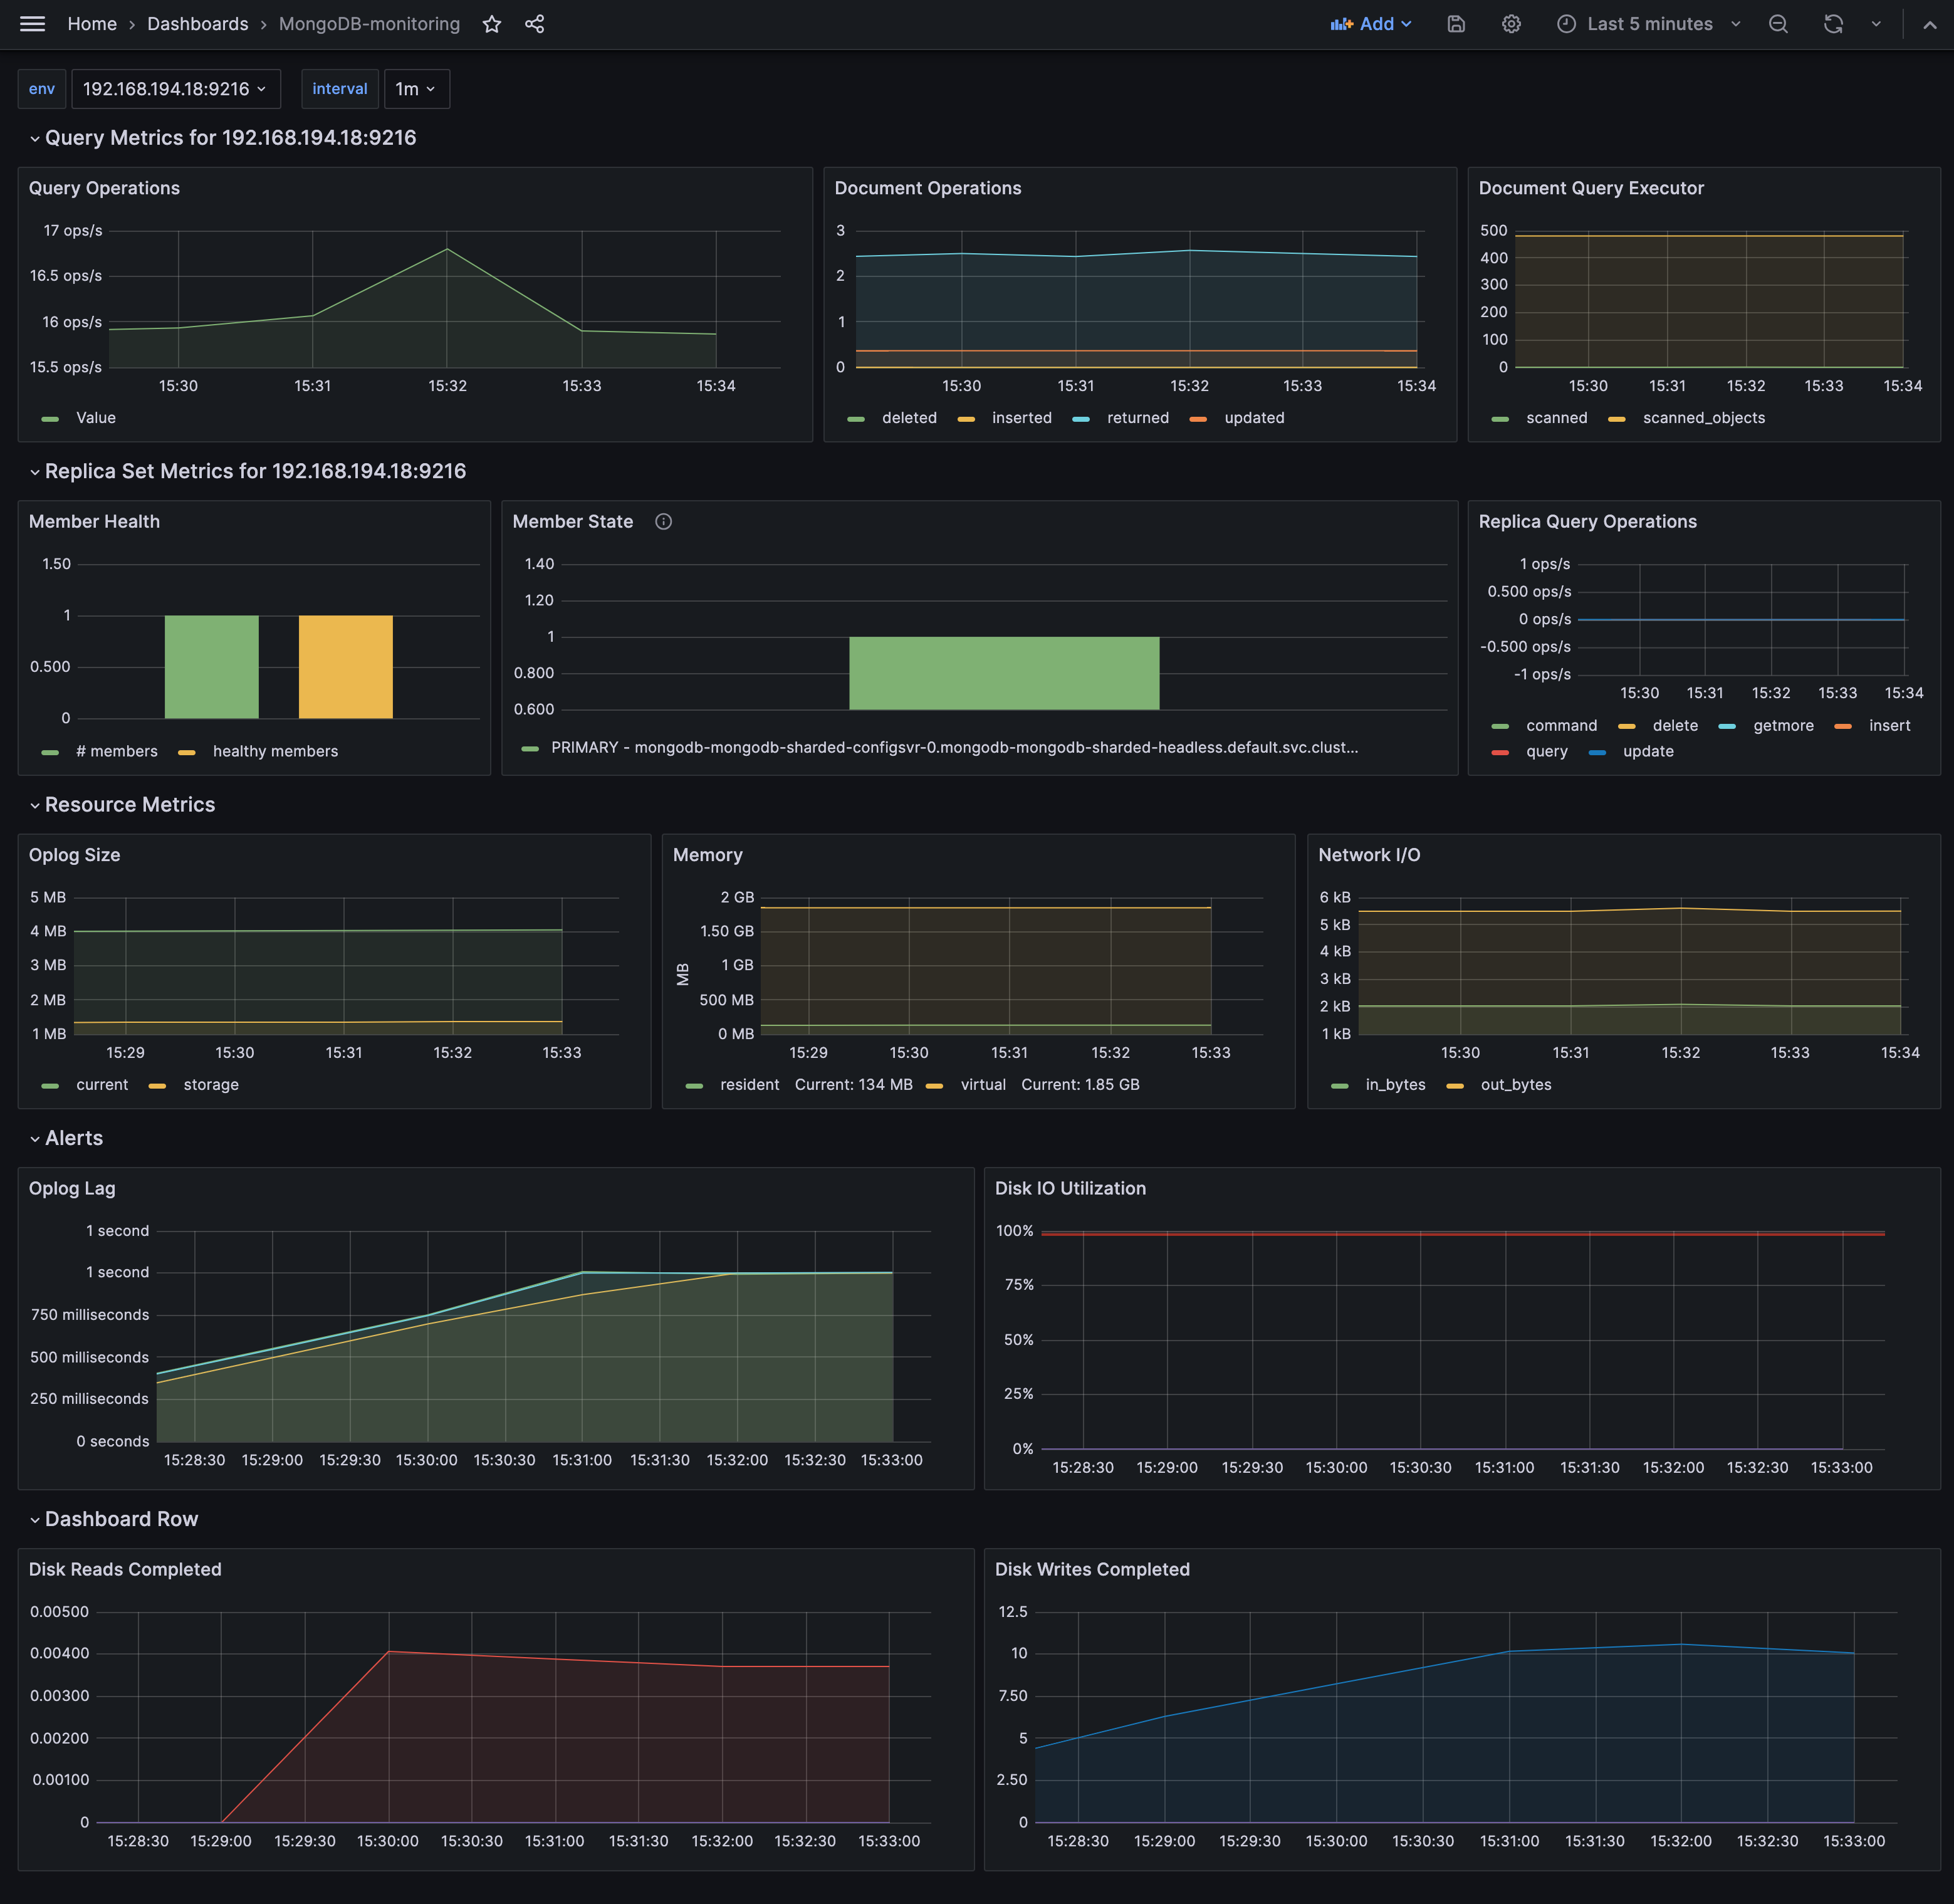 Home › Dashboards › MongoDB-monitoring
Add
Last 5 minutes
env 192.168.194.18:9216 interval 1m
Query Metrics for 192.168.194.18:9216
Query Operations
17 ops/s
16.5 ops/s
16 ops/s
15.5 ops/s
15:30 15:31 15:32 15:33 15:34
Value
Document Operations
3
2
1
0
15:30 15:31 15:32 15:33 15:34
deleted inserted returned updated
Document Query Executor
500
400
300
200
100
0
15:30 15:31 15:32 15:33 15:34
scanned scanned_objects
Replica Set Metrics for 192.168.194.18:9216
Member Health
1.50
1
0.500
0
# members healthy members
Member State
1.40
1.20
1
0.800
0.600
PRIMARY - mongodb-mongodb-sharded-configsvr-0.mongodb-mongodb-sharded-headless.default.svc.clust...
Replica Query Operations
1 ops/s
0.500 ops/s
0 ops/s
-0.500 ops/s
-1 ops/s
15:30 15:31 15:32 15:33 15:34
command delete getmore insert
query update
Resource Metrics
Oplog Size
5 MB
4 MB
3 MB
2 MB
1 MB
15:29 15:30 15:31 15:32 15:33
current storage
Memory
MB
2 GB
1.50 GB
1 GB
500 MB
0 MB
15:29 15:30 15:31 15:32 15:33
resident Current: 134 MB virtual Current: 1.85 GB
Network I/O
6 kB
5 kB
4 kB
3 kB
2 kB
1 kB
15:30 15:31 15:32 15:33 15:34
in_bytes out_bytes
Alerts
Oplog Lag
1 second
1 second
750 milliseconds
500 milliseconds
250 milliseconds
0 seconds
15:28:30 15:29:00 15:29:30 15:30:00 15:30:30 15:31:00 15:31:30 15:32:00 15:32:30 15:33:00
Disk IO Utilization
100%
75%
50%
25%
0%
15:28:30 15:29:00 15:29:30 15:30:00 15:30:30 15:31:00 15:31:30 15:32:00 15:32:30 15:33:00
Dashboard Row
Disk Reads Completed
0.00500
0.00400
0.00300
0.00200
0.00100
0
15:28:30 15:29:00 15:29:30 15:30:00 15:30:30 15:31:00 15:31:30 15:32:00 15:32:30 15:33:00
Disk Writes Completed
12.5
10
7.50
5
2.50
0
15:28:30 15:29:00 15:29:30 15:30:00 15:30:30 15:31:00 15:31:30 15:32:00 15:32:30 15:33:00